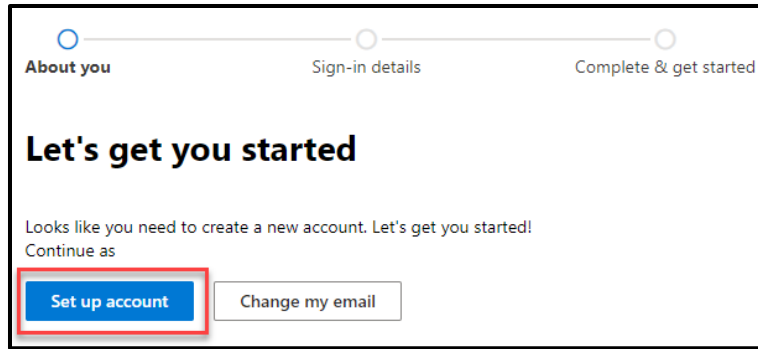 About you
Sign-in details
Complete & get started
Let's get you started
Looks like you need to create a new account. Let's get you started!
Continue as
Set up account
Change my email